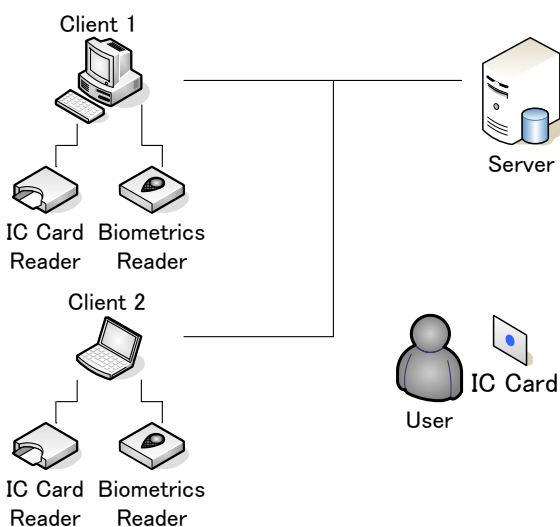 Client 1
Server
IC Card
Reader
Biometrics
Reader
Client 2
IC Card
User
IC Card
Reader
Biometrics
Reader